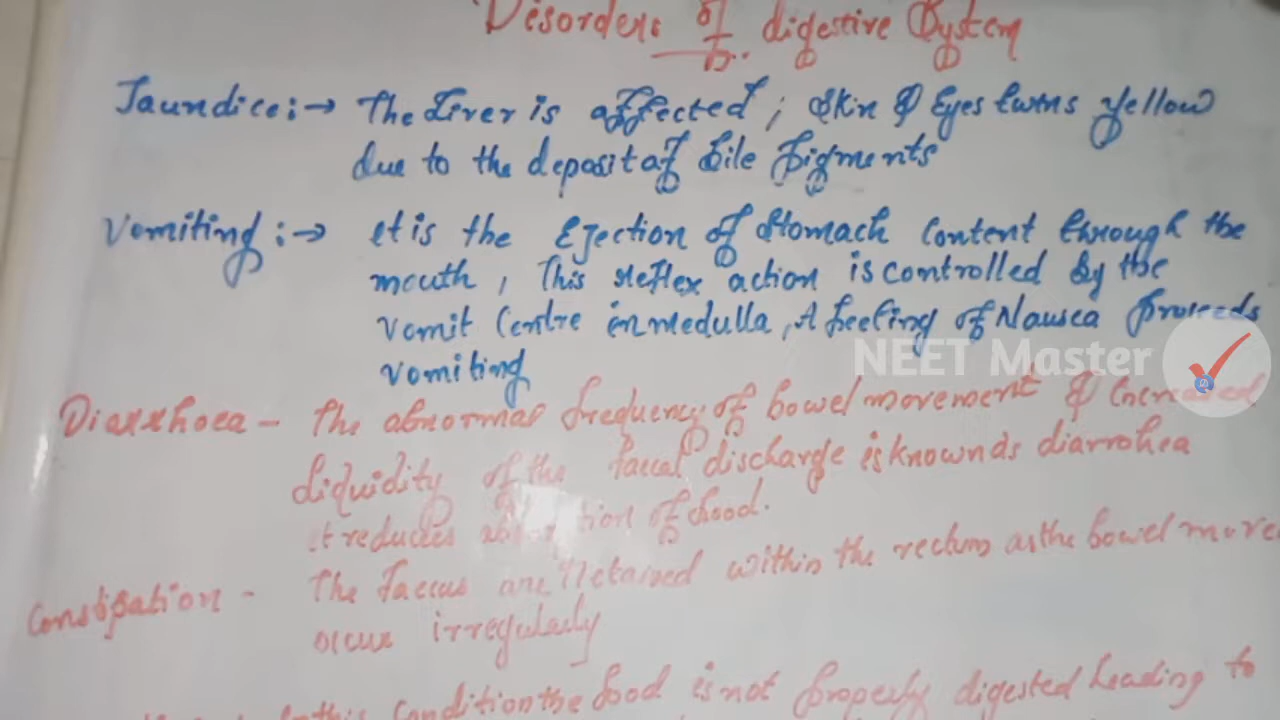 Disorders of digestive System
Jaundice:→ The Liver is affected; Skin & Eyes turns yellow
due to the deposit of bile pigments
Vomiting:→ it is the Ejection of Stomach content through the
mouth, This reflex action is controlled by the
vomit Centre in medulla, A feeling of Nausea proceeds
vomiting
NEET Master
Diarrhoea - The abnormal frequency of bowel movement & increased
liquidity of the faecal discharge is known as diarrohea
it reduces absorption of food.
Constipation - The faecus are retained within the rectum as the bowel move
occur irregularly
In this condition the food is not properly digested leading to